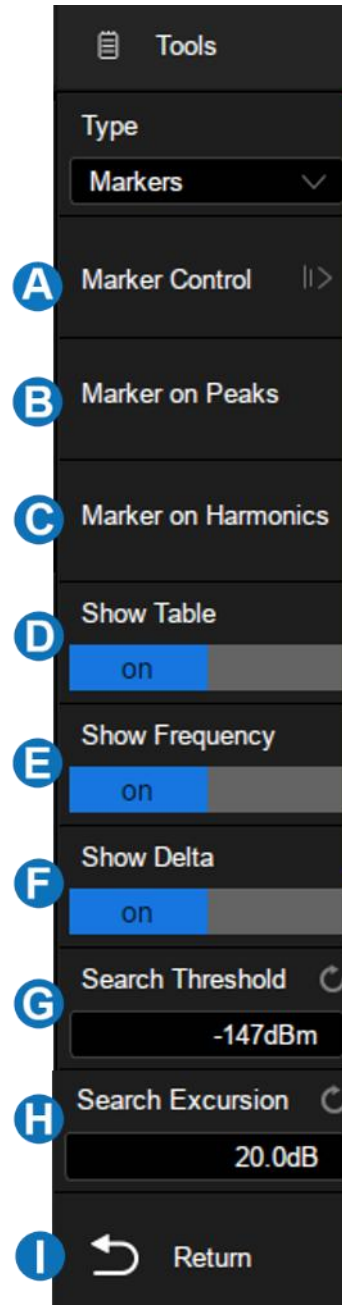 Tools
Type
Markers
A Marker Control
B Marker on Peaks
C Marker on Harmonics
Show Table
D
on
Show Frequency
E
on
Show Delta
F
on
Search Threshold
G
-147dBm
Search Excursion
H
20.0dB
I Return